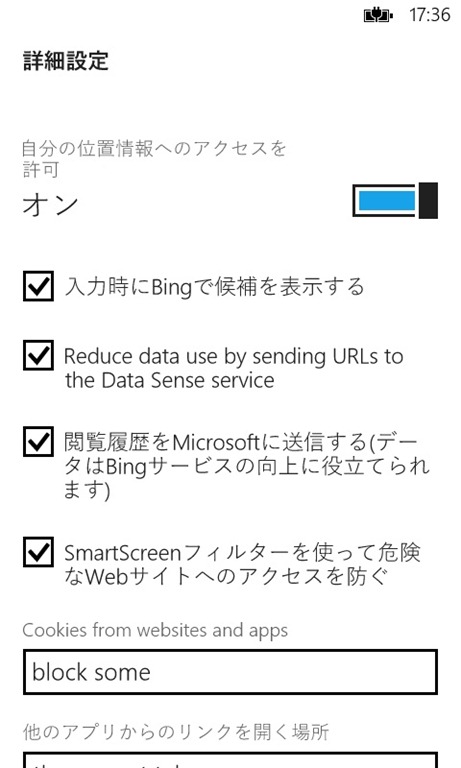 17:36
詳細設定
自分の位置情報へのアクセスを
許可
オン
入力時にBingで候補を表示する
Reduce data use by sending URLs to
the Data Sense service
閲覧履歴をMicrosoftに送信する(デー
タはBingサービスの向上に役立てられ
ます)
SmartScreenフィルターを使って危険
なWebサイトへのアクセスを防ぐ
Cookies from websites and apps
block some
他のアプリからのリンクを開く場所